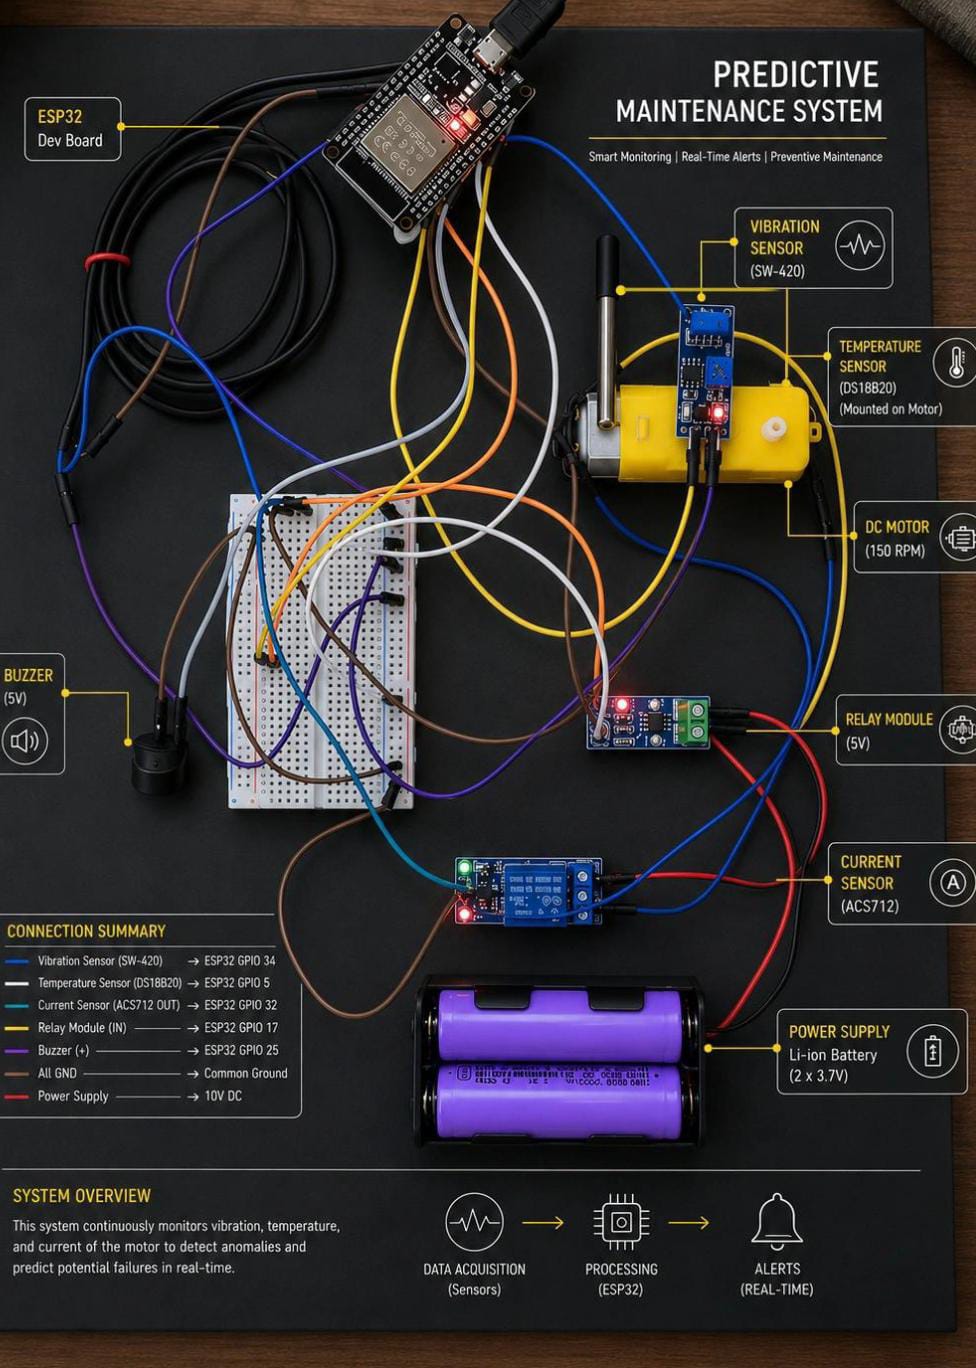 PREDICTIVE
MAINTENANCE SYSTEM
Smart Monitoring | Real-Time Alerts | Preventive Maintenance
ESP32
Dev Board
VIBRATION
SENSOR
(SW-420)
TEMPERATURE
SENSOR
(DS18B20)
(Mounted on Motor)
DC MOTOR
(150 RPM)
BUZZER
(5V)
RELAY MODULE
(5V)
CURRENT
SENSOR
(ACS712)
A
CONNECTION SUMMARY
Vibration Sensor (SW-420) → ESP32 GPIO 34
Temperature Sensor (DS18B20) → ESP32 GPIO 5
Current Sensor (ACS712 OUT) → ESP32 GPIO 32
Relay Module (IN) → ESP32 GPIO 17
Buzzer (+) → ESP32 GPIO 25
All GND → Common Ground
Power Supply → 10V DC
POWER SUPPLY
Li-ion Battery
(2 x 3.7V)
SYSTEM OVERVIEW
This system continuously monitors vibration, temperature,
and current of the motor to detect anomalies and
predict potential failures in real-time.
DATA ACQUISITION
(Sensors)
PROCESSING
(ESP32)
ALERTS
(REAL-TIME)